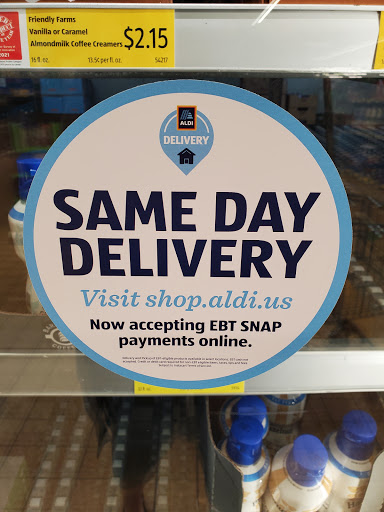 Friendly Farms
Vanilla or Caramel
Almondmilk Coffee Creamers $2.15
16 fl. oz. 13.5¢ per fl. oz. 54217
2021
ALDI
DELIVERY
SAME DAY
DELIVERY
Visit shop.aldi.us
Now accepting EBT SNAP
payments online.